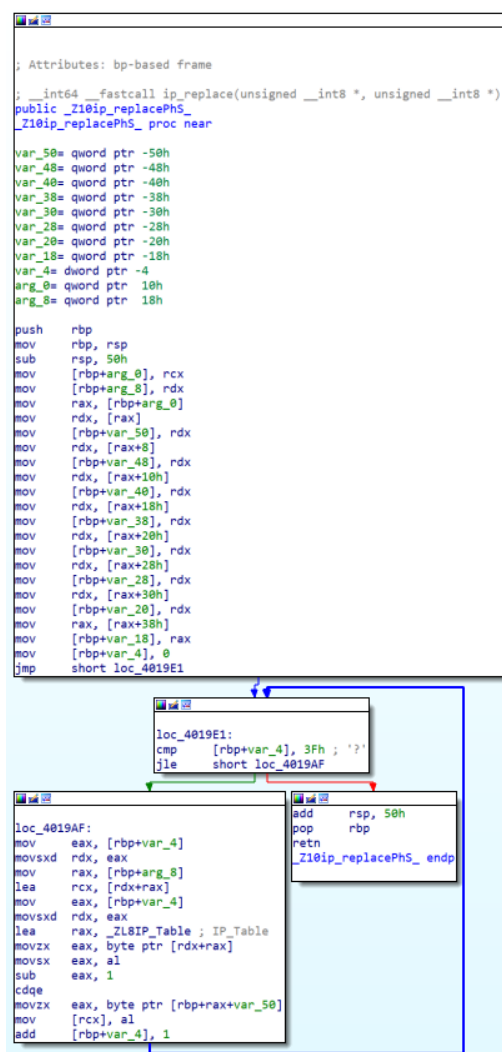 ; Attributes: bp-based frame
; __int64 __fastcall ip_replace(unsigned __int8 *, unsigned __int8 *)
public _Z10ip_replacePhS_
_Z10ip_replacePhS_ proc near
var_50= qword ptr -50h
var_48= qword ptr -48h
var_40= qword ptr -40h
var_38= qword ptr -38h
var_30= qword ptr -30h
var_28= qword ptr -28h
var_20= qword ptr -20h
var_18= qword ptr -18h
var_4= dword ptr -4
arg_0= qword ptr  10h
arg_8= qword ptr  18h
push    rbp
mov     rbp, rsp
sub     rsp, 50h
mov     [rbp+arg_0], rcx
mov     [rbp+arg_8], rdx
mov     rax, [rbp+arg_0]
mov     rdx, [rax]
mov     [rbp+var_50], rdx
mov     rdx, [rax+8]
mov     [rbp+var_48], rdx
mov     rdx, [rax+10h]
mov     [rbp+var_40], rdx
mov     rdx, [rax+18h]
mov     [rbp+var_38], rdx
mov     rdx, [rax+20h]
mov     [rbp+var_30], rdx
mov     rdx, [rax+28h]
mov     [rbp+var_28], rdx
mov     rdx, [rax+30h]
mov     [rbp+var_20], rdx
mov     rax, [rax+38h]
mov     [rbp+var_18], rax
mov     [rbp+var_4], 0
jmp     short loc_4019E1
loc_4019E1:
cmp     [rbp+var_4], 3Fh ; '?'
jle     short loc_4019AF
loc_4019AF:
mov     eax, [rbp+var_4]
movsxd  rdx, eax
mov     rax, [rbp+arg_8]
lea     rcx, [rdx+rax]
mov     eax, [rbp+var_4]
movsxd  rdx, eax
lea     rax, _ZL8IP_Table ; IP_Table
movzx   eax, byte ptr [rdx+rax]
movsx   eax, al
sub     eax, 1
cdqe
movzx   eax, byte ptr [rbp+rax+var_50]
mov     [rcx], al
add     [rbp+var_4], 1
add     rsp, 50h
pop     rbp
retn
_Z10ip_replacePhS_ endp